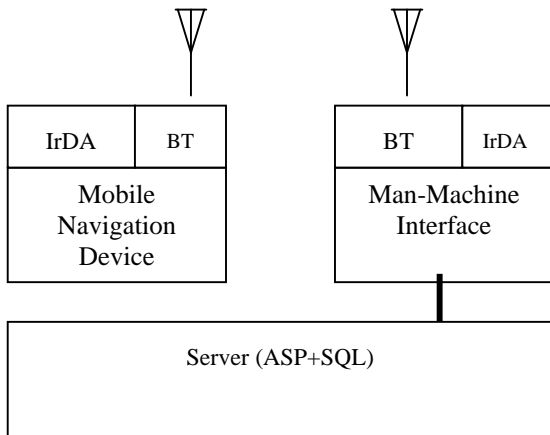 IrDA BT
BT IrDA
Mobile
Navigation
Device
Man-Machine
Interface
Server (ASP+SQL)